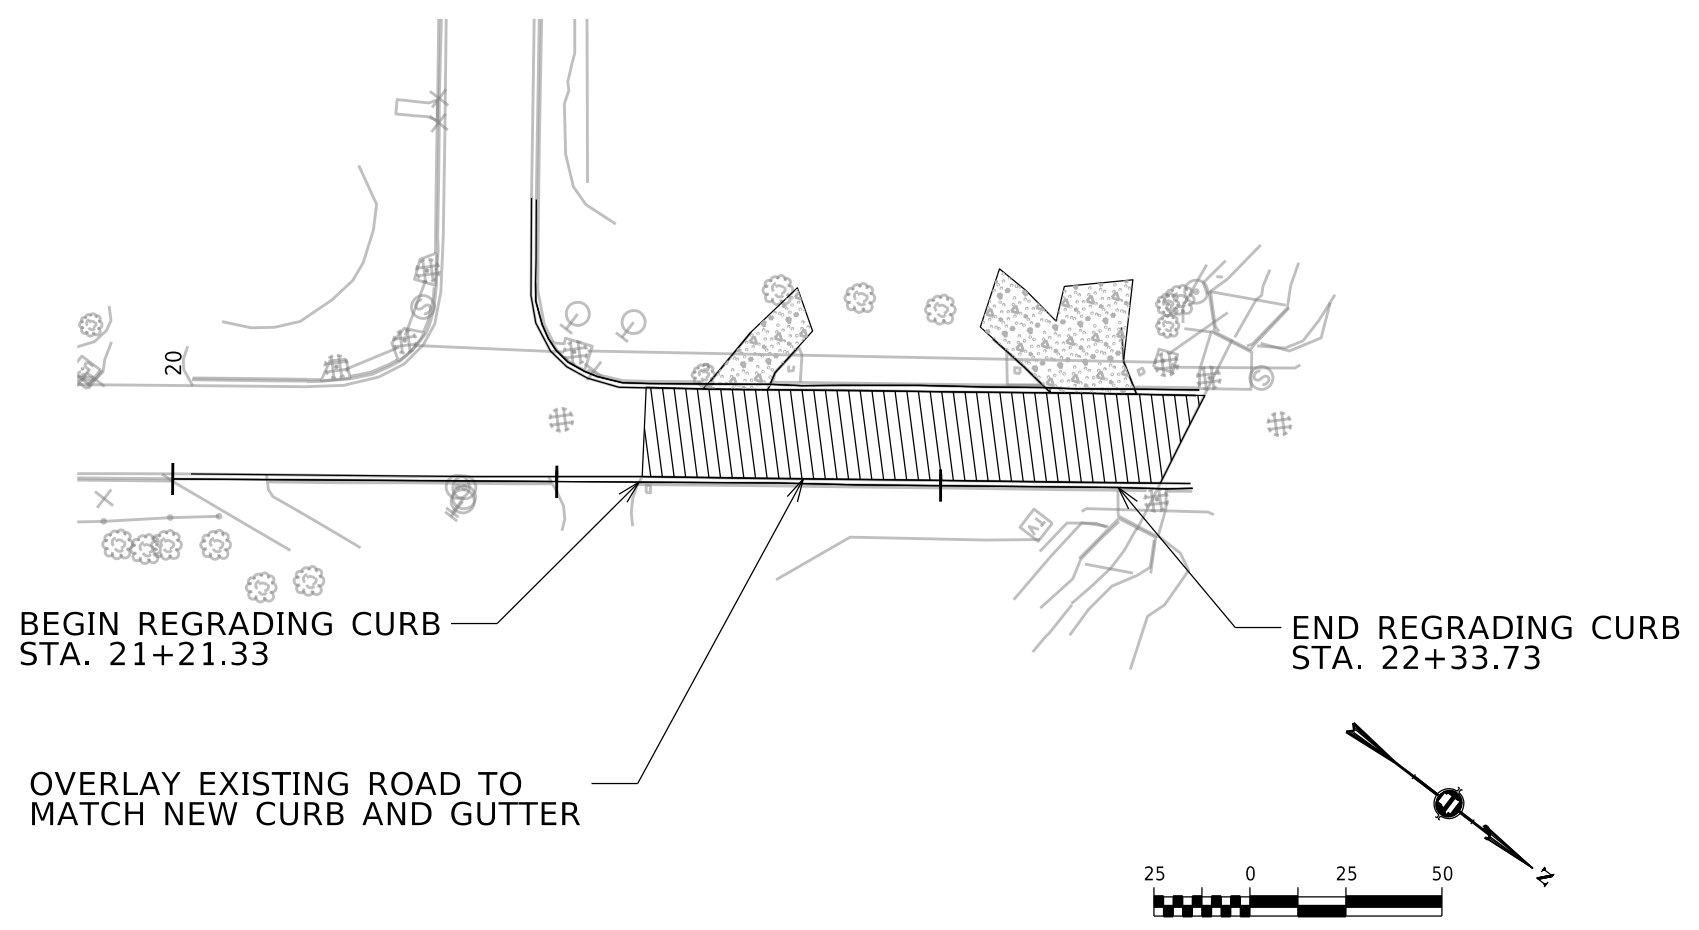 20
S
S
S
TV
BEGIN REGRADING CURB
STA. 21+21.33
END REGRADING CURB
STA. 22+33.73
OVERLAY EXISTING ROAD TO
MATCH NEW CURB AND GUTTER
N
25 0 25 50